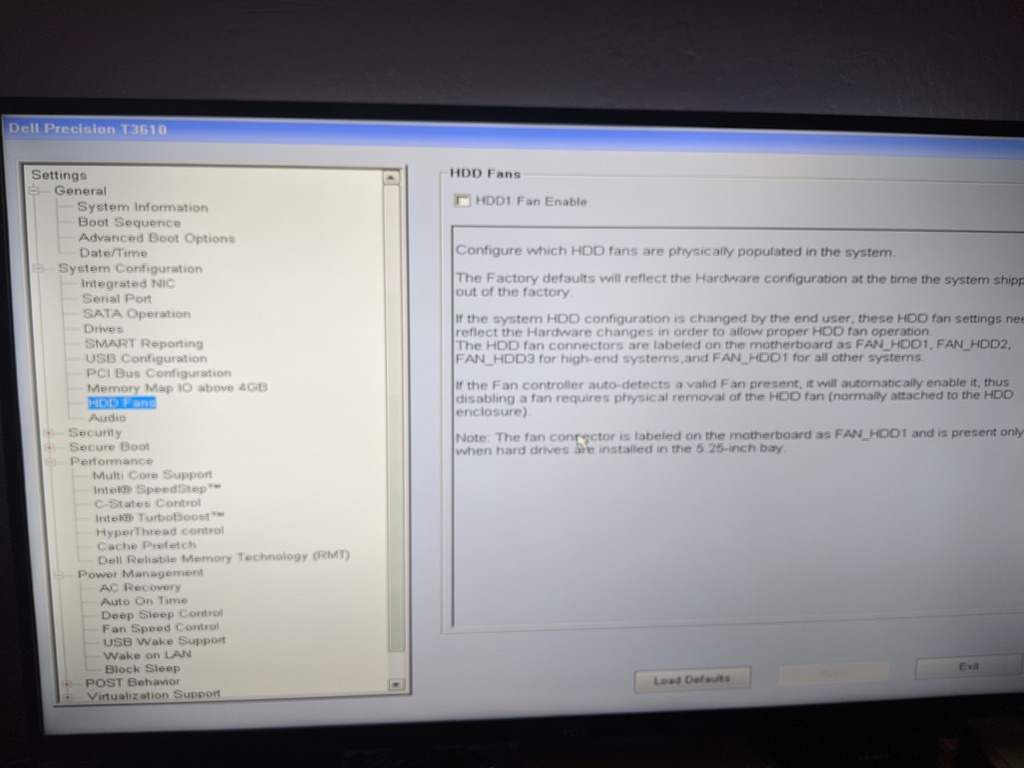 Dell Precision T3610
Settings
General
System Information
Boot Sequence
Advanced Boot Options
Date/Time
System Configuration
Integrated NIC
Serial Port
SATA Operation
Drives
SMART Reporting
USB Configuration
PCI Bus Configuration
Memory Map IO above 4GB
HDD Fans
Audio
Security
Secure Boot
Performance
Multi Core Support
Intel® SpeedStep™
C-States Control
Intel® TurboBoost™
HyperThread control
Cache Prefetch
Dell Reliable Memory Technology (RMT)
Power Management
AC Recovery
Auto On Time
Deep Sleep Control
Fan Speed Control
USB Wake Support
Wake on LAN
Block Sleep
POST Behavior
Virtualization Support
HDD Fans
HDD1 Fan Enable
Configure which HDD fans are physically populated in the system.
The Factory defaults will reflect the Hardware configuration at the time the system shipp
out of the factory.
If the system HDD configuration is changed by the end user, these HDD fan settings nee
reflect the Hardware changes in order to allow proper HDD fan operation.
The HDD fan connectors are labeled on the motherboard as FAN_HDD1, FAN_HDD2,
FAN_HDD3 for high-end systems,and FAN_HDD1 for all other systems.
If the Fan controller auto-detects a valid Fan present, it will automatically enable it, thus
disabling a fan requires physical removal of the HDD fan (normally attached to the HDD
enclosure).
Note: The fan connector is labeled on the motherboard as FAN_HDD1 and is present only
when hard drives are installed in the 5.25-inch bay.
Load Defaults
Exit